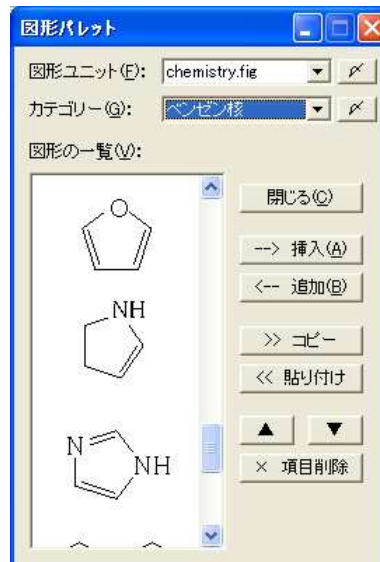 図形パレット
図形ユニット(F): chemistry.fig
カテゴリー(G): ベンゼン核
図形の一覧(V):
閉じる(C)
--> 挿入(A)
<-- 追加(B)
>> コピー
<< 貼り付け
▲ ▼
× 項目削除
O
NH
N
NH